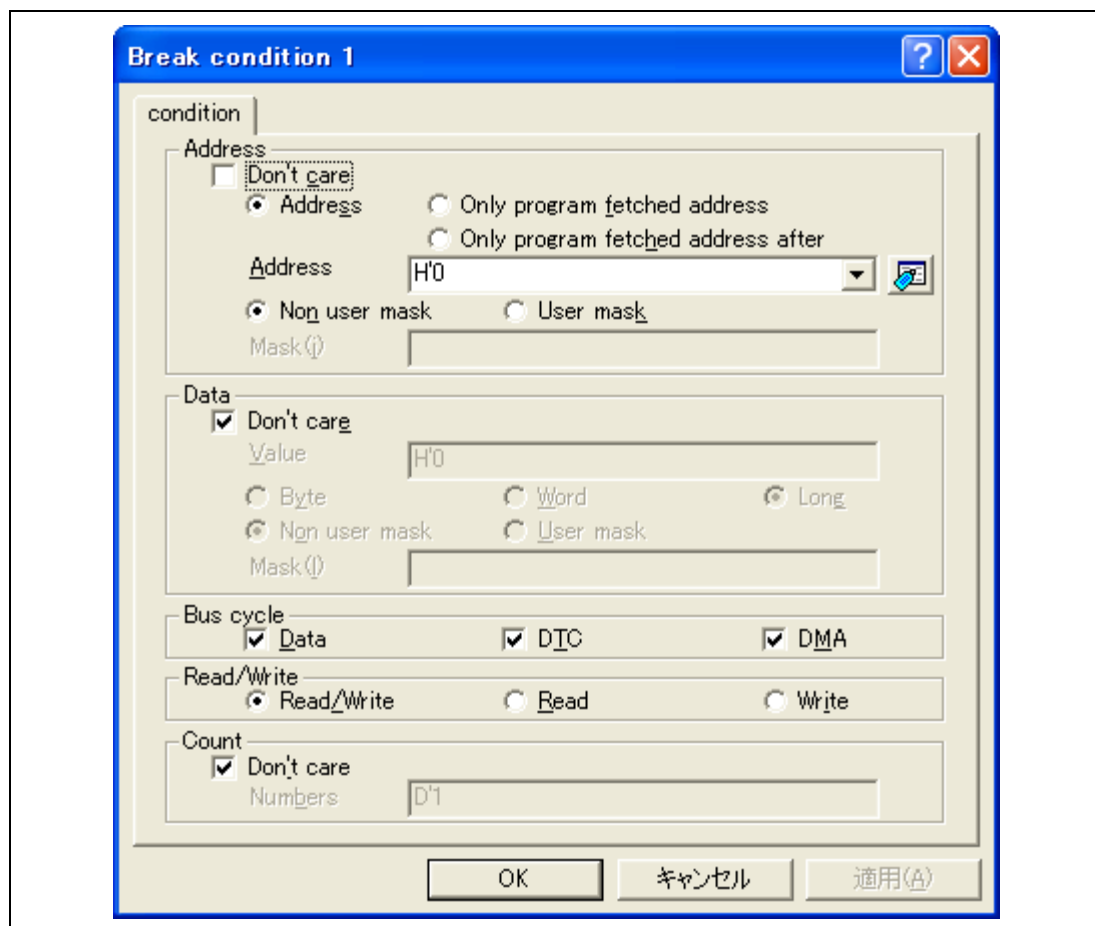 Break condition 1
condition
Address
Don't care
Address Only program fetched address
Only program fetched address after
Address H'0
Non user mask User mask
Mask(j)
Data
Don't care
Value H'0
Byte Word Long
Non user mask User mask
Mask(l)
Bus cycle
Data DTC DMA
Read/Write
Read/Write Read Write
Count
Don't care
Numbers D'1
OK キャンセル 適用(A)